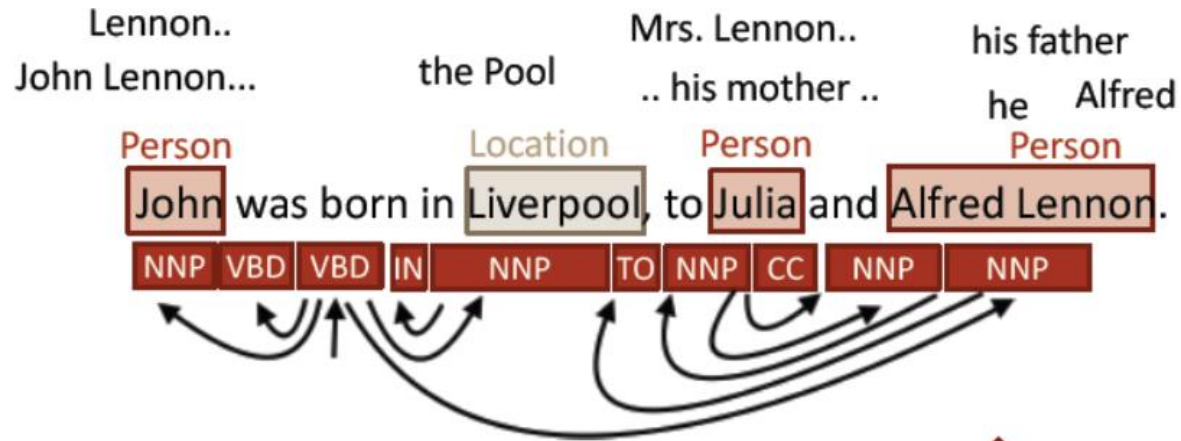 Lennon..
John Lennon...
the Pool
Mrs. Lennon..
.. his mother ..
his father
he Alfred
Person Location Person Person
John was born in Liverpool, to Julia and Alfred Lennon.
NNP VBD VBD IN NNP TO NNP CC NNP NNP